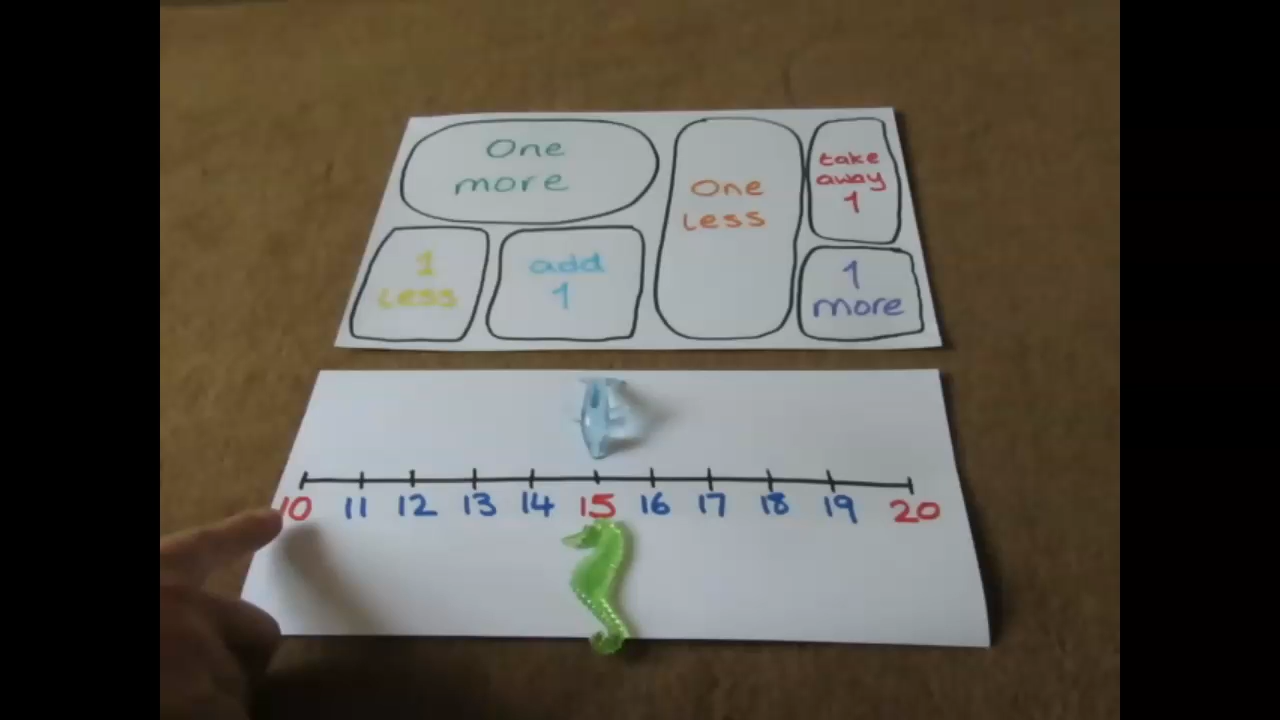 One
more
One
less
take
away
1
1
less
add
1
1
more
10 11 12 13 14 15 16 17 18 19 20